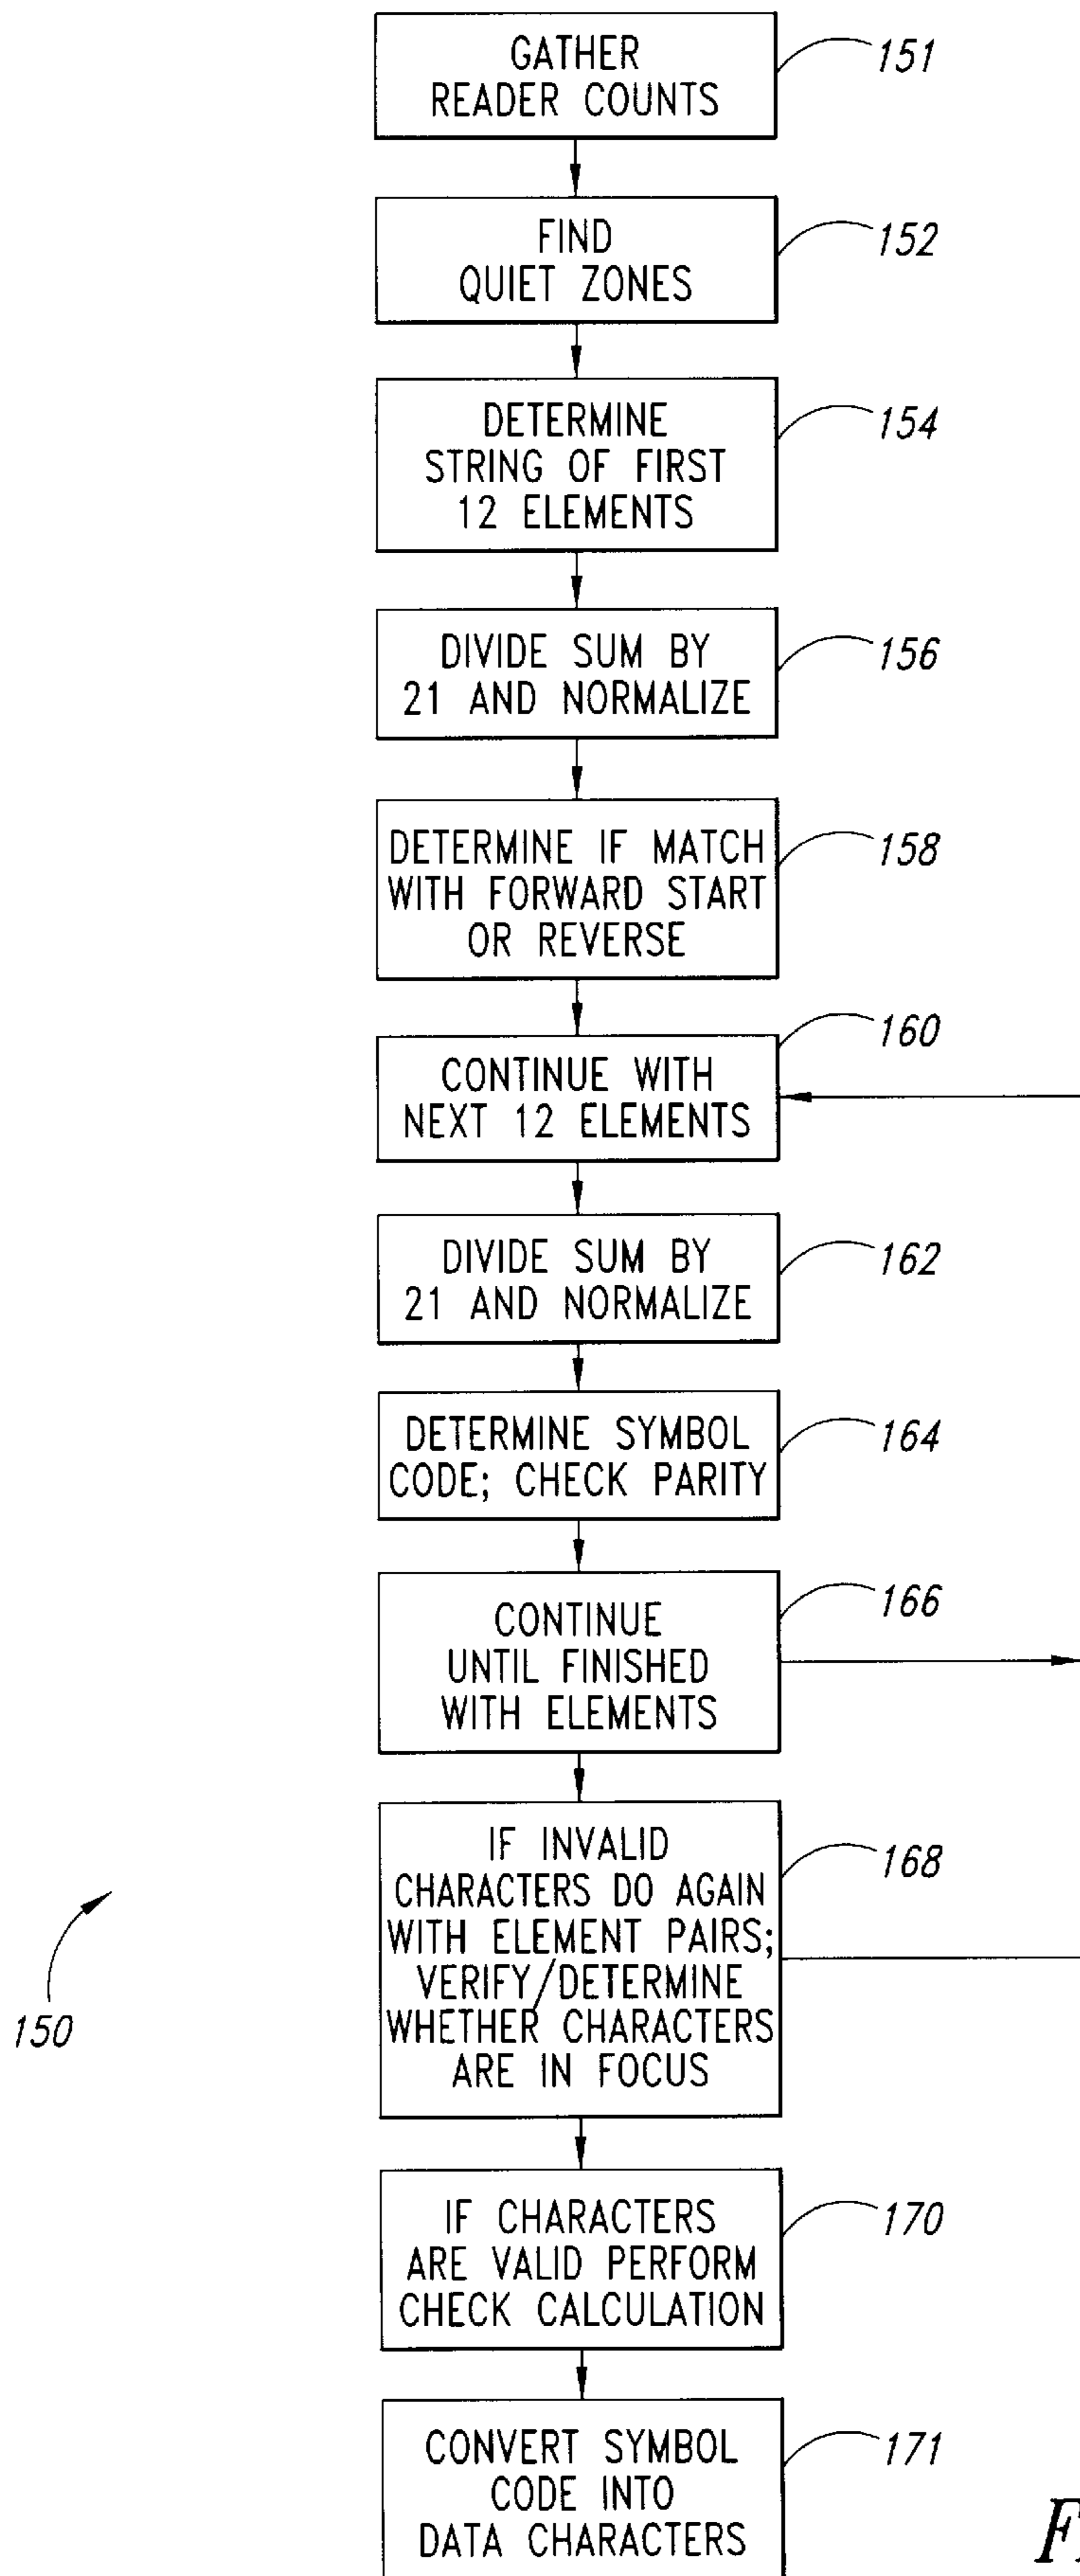 GATHER
READER COUNTS
151
FIND
QUIET ZONES
152
DETERMINE
STRING OF FIRST
12 ELEMENTS
154
DIVIDE SUM BY
21 AND NORMALIZE
156
DETERMINE IF MATCH
WITH FORWARD START
OR REVERSE
158
CONTINUE WITH
NEXT 12 ELEMENTS
160
DIVIDE SUM BY
21 AND NORMALIZE
162
DETERMINE SYMBOL
CODE; CHECK PARITY
164
CONTINUE
UNTIL FINISHED
WITH ELEMENTS
166
IF INVALID
CHARACTERS DO AGAIN
WITH ELEMENT PAIRS;
VERIFY/DETERMINE
WHETHER CHARACTERS
ARE IN FOCUS
168
150
IF CHARACTERS
ARE VALID PERFORM
CHECK CALCULATION
170
CONVERT SYMBOL
CODE INTO
DATA CHARACTERS
171